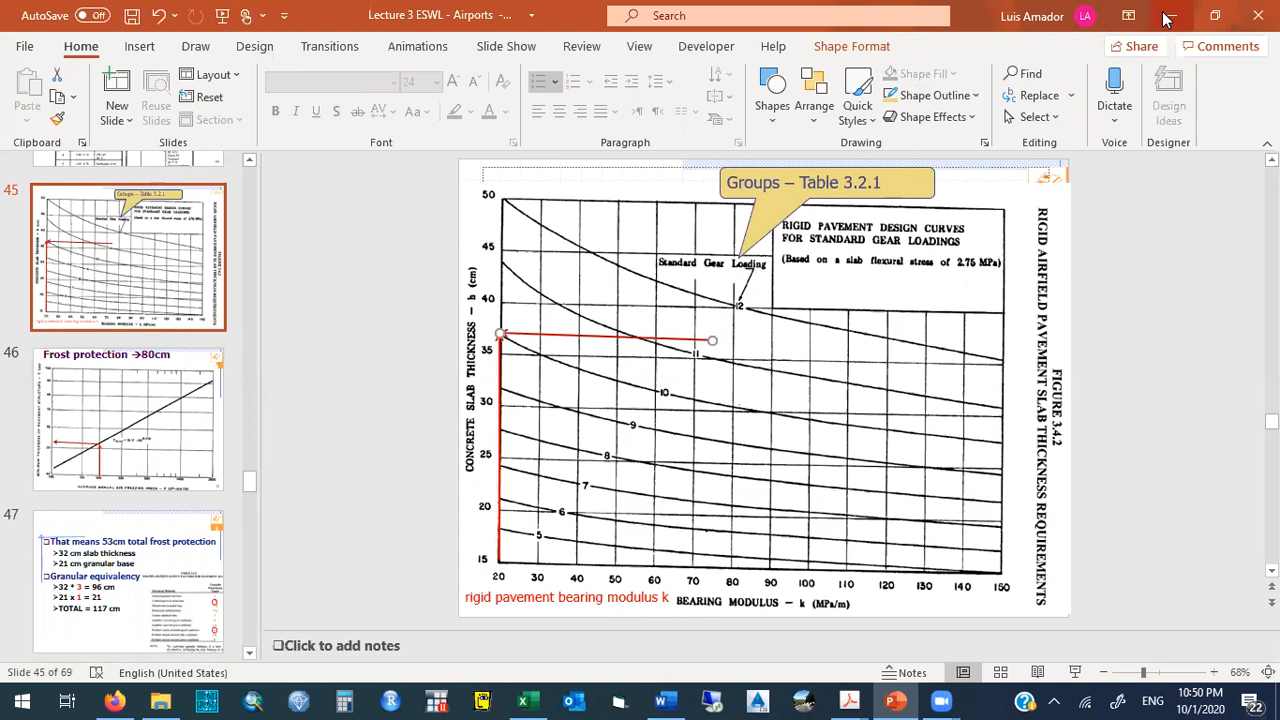 AutoSave Off
Lecture 3 ESWL - AIRPORTS -...
Search
Luis Amador LA
File Home Insert Draw Design Transitions Animations Slide Show Review View Developer Help Shape Format Share Comments
Paste
New Slide
Reuse Slides
Layout
Reset
Section
24
B I U S ab AV Aa A
Shapes Arrange Quick Styles
Shape Fill
Shape Outline
Shape Effects
Find
Replace
Select
Dictate
Design Ideas
Clipboard Slides Font Paragraph Drawing Editing Voice Designer
45
Groups – Table 3.2.1
46
Frost protection →80cm
47
That means 53cm total frost protection
32 cm slab thickness
21 cm granular base
Granular equivalency
32 * 3 = 96 cm
21 x 1 = 21
TOTAL = 117 cm
Groups – Table 3.2.1
RIGID PAVEMENT DESIGN CURVES
FOR STANDARD GEAR LOADINGS
(Based on a slab flexural stress of 2.75 MPa)
Standard Gear Loading
12
11
10
9
8
7
6
5
CONCRETE SLAB THICKNESS – h (cm)
50
45
40
35
30
25
20
15
20 30 40 50 60 70 80 90 100 110 120 130 140 150
rigid pavement bearing modulus k
BEARING MODULUS – k (MPa/m)
FIGURE 3.4.2
RIGID AIRFIELD PAVEMENT SLAB THICKNESS REQUIREMENTS
Click to add notes
Slide 45 of 69
English (United States)
Notes
68%
ENG
10:50 PM
10/1/2020
22